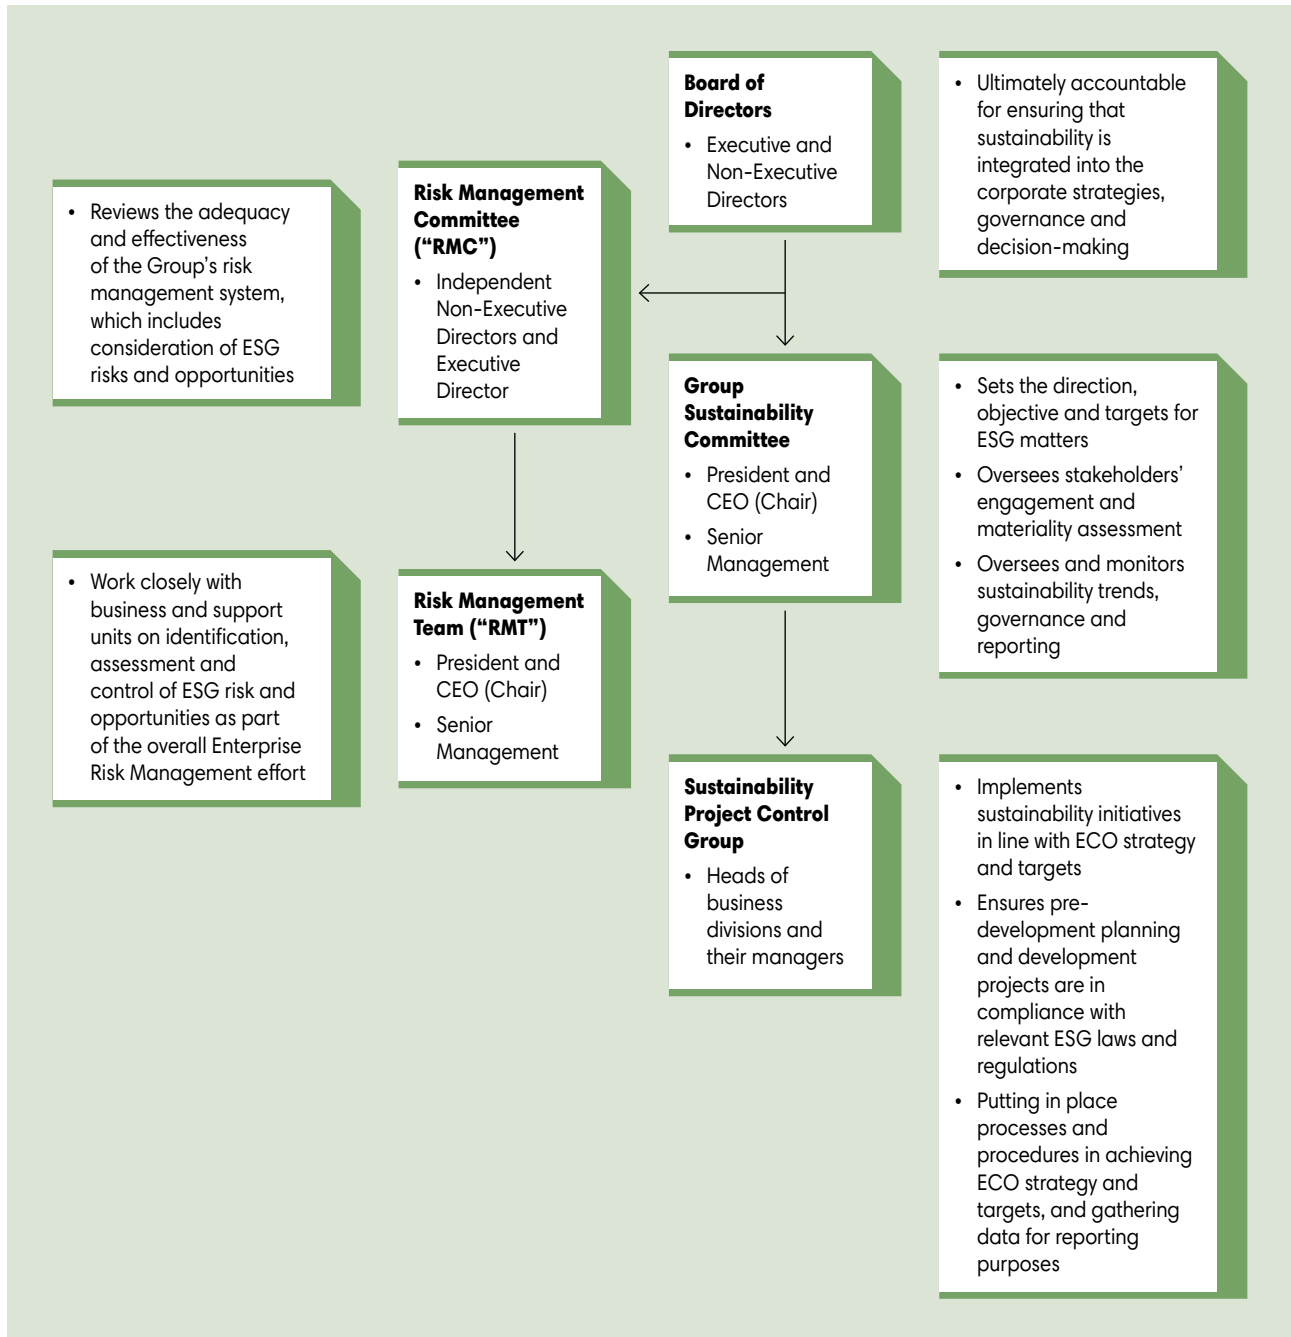 Board of
Directors
• Executive and
Non-Executive
Directors
• Ultimately accountable
for ensuring that
sustainability is
integrated into the
corporate strategies,
governance and
decision-making
Risk Management
Committee
(“RMC”)
• Independent
Non-Executive
Directors and
Executive
Director
• Reviews the adequacy
and effectiveness
of the Group’s risk
management system,
which includes
consideration of ESG
risks and opportunities
Group
Sustainability
Committee
• President and
CEO (Chair)
• Senior
Management
• Sets the direction,
objective and targets for
ESG matters
• Oversees stakeholders’
engagement and
materiality assessment
• Oversees and monitors
sustainability trends,
governance and
reporting
Risk Management
Team (“RMT”)
• President and
CEO (Chair)
• Senior
Management
• Work closely with
business and support
units on identification,
assessment and
control of ESG risk and
opportunities as part
of the overall Enterprise
Risk Management effort
Sustainability
Project Control
Group
• Heads of
business
divisions and
their managers
• Implements
sustainability initiatives
in line with ECO strategy
and targets
• Ensures pre-
development planning
and development
projects are in
compliance with
relevant ESG laws and
regulations
• Putting in place
processes and
procedures in achieving
ECO strategy and
targets, and gathering
data for reporting
purposes